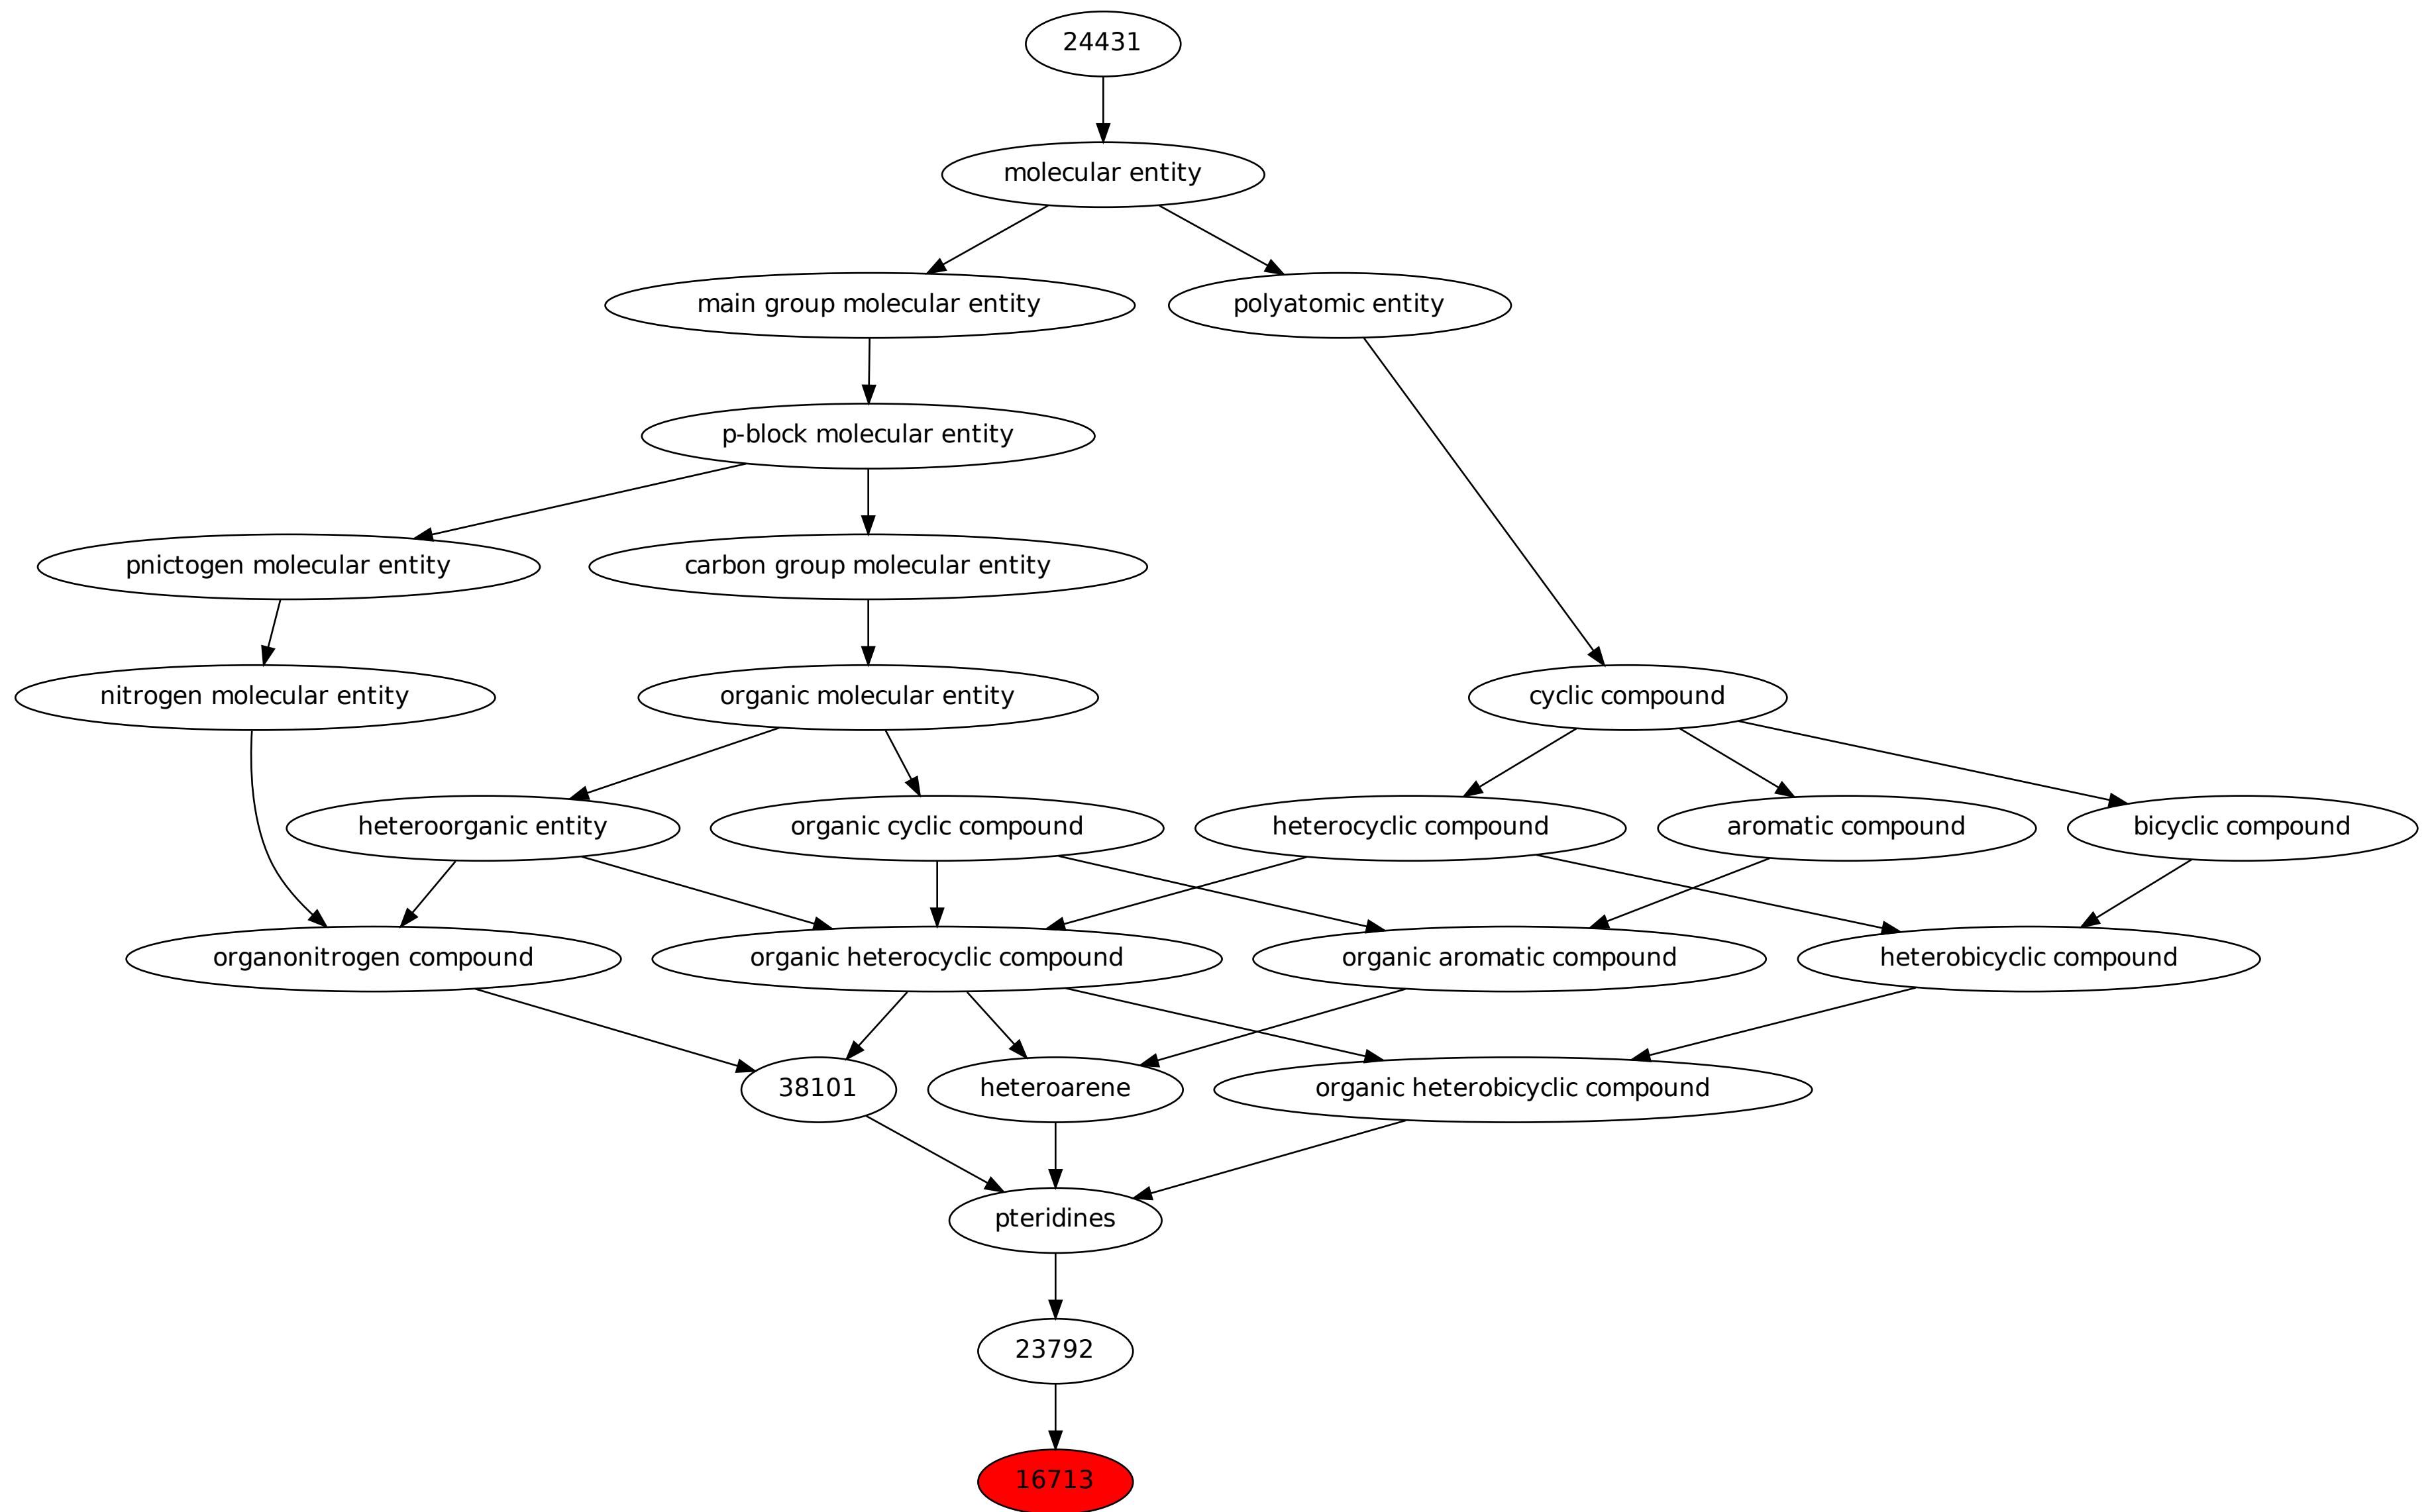 24431
molecular entity
main group molecular entity
polyatomic entity
p-block molecular entity
pnictogen molecular entity
carbon group molecular entity
nitrogen molecular entity
organic molecular entity
cyclic compound
heteroorganic entity
organic cyclic compound
heterocyclic compound
aromatic compound
bicyclic compound
organonitrogen compound
organic heterocyclic compound
organic aromatic compound
heterobicyclic compound
38101
heteroarene
organic heterobicyclic compound
pteridines
23792
16713